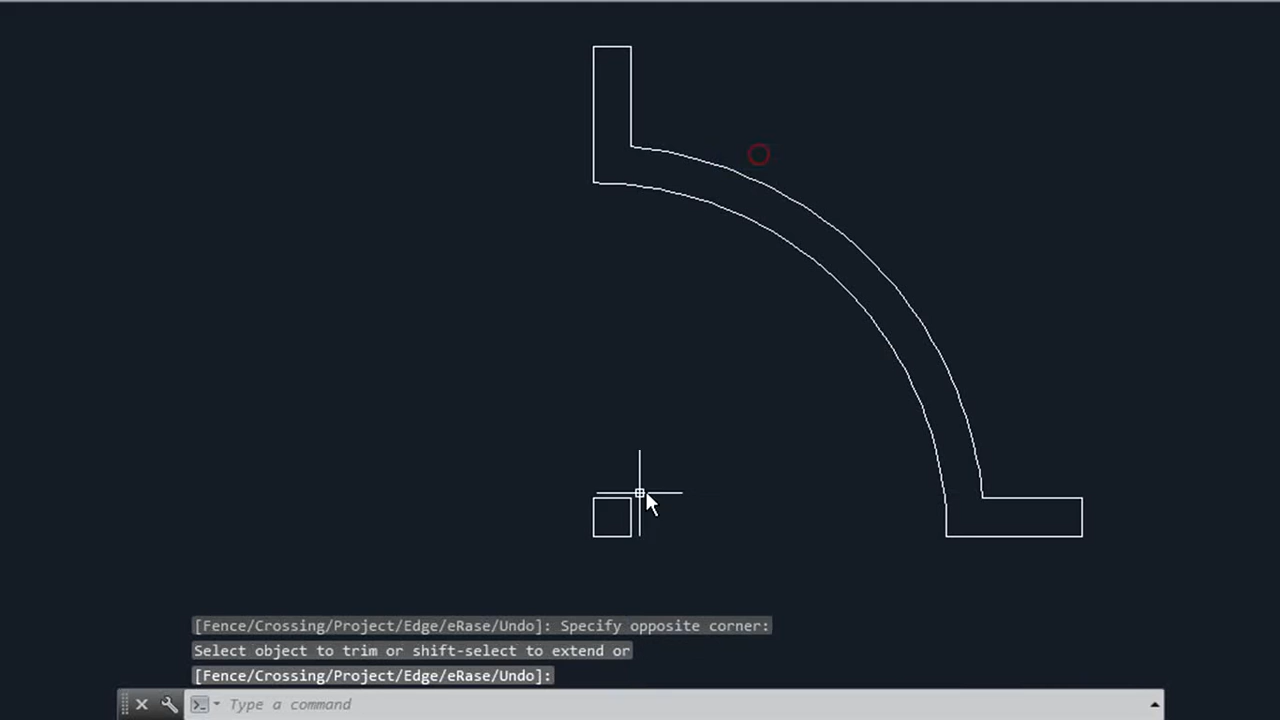 [Fence/Crossing/Project/Edge/eRase/Undo]: Specify opposite corner:
Select object to trim or shift-select to extend or
[Fence/Crossing/Project/Edge/eRase/Undo]:
Type a command